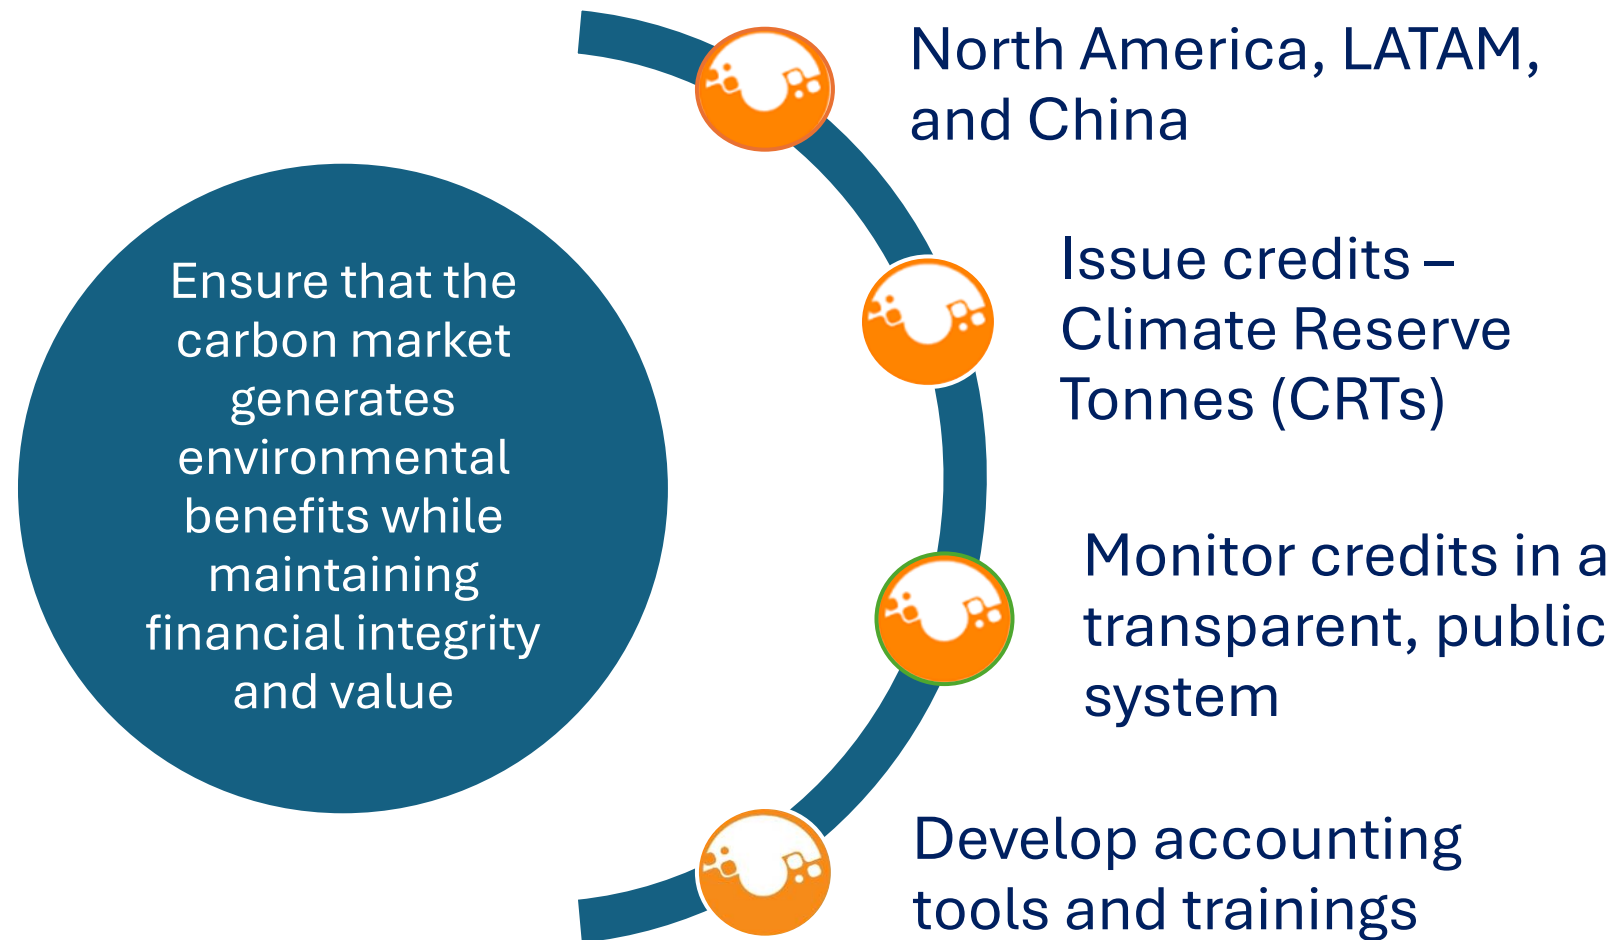 Ensure that the
carbon market
generates
environmental
benefits while
maintaining
financial integrity
and value
North America, LATAM,
and China
Issue credits –
Climate Reserve
Tonnes (CRTs)
Monitor credits in a
transparent, public
system
Develop accounting
tools and trainings